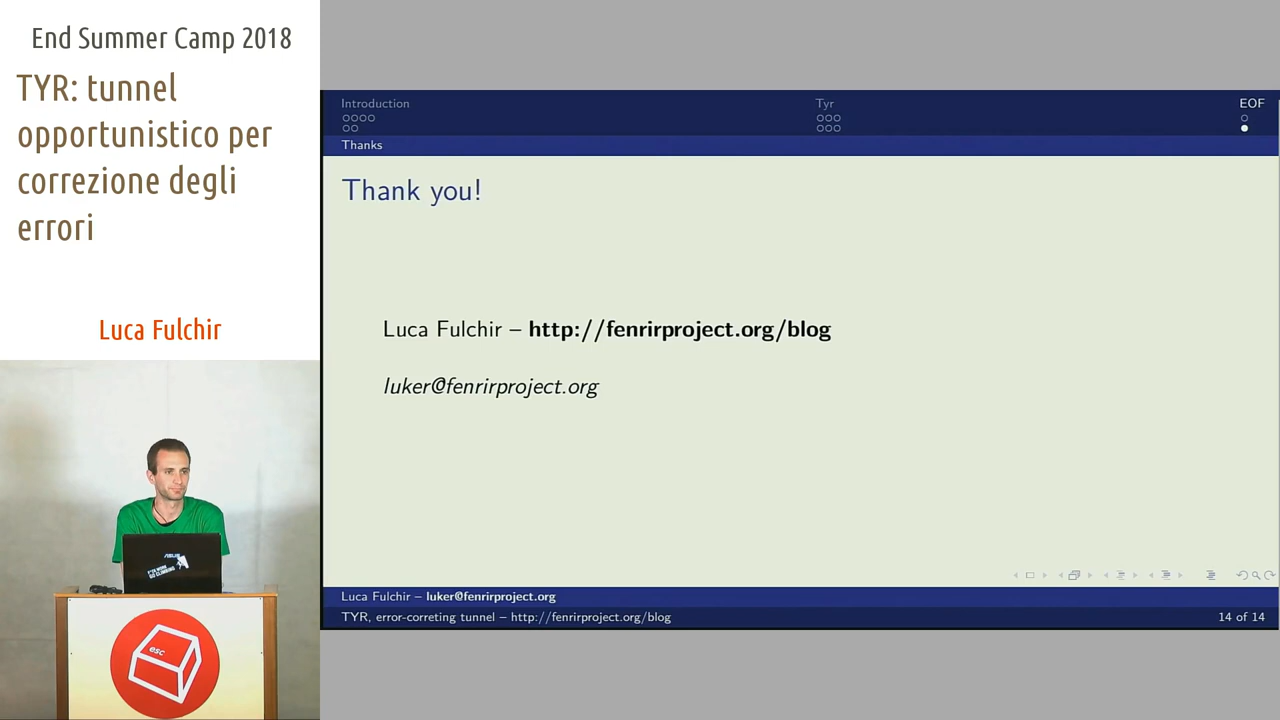 End Summer Camp 2018
TYR: tunnel
opportunistico per
correzione degli
errori
Luca Fulchir
Introduction
Tyr
EOF
Thanks
Thank you!
Luca Fulchir – http://fenrirproject.org/blog
luker@fenrirproject.org
Luca Fulchir – luker@fenrirproject.org
TYR, error-correting tunnel – http://fenrirproject.org/blog
14 of 14
esc